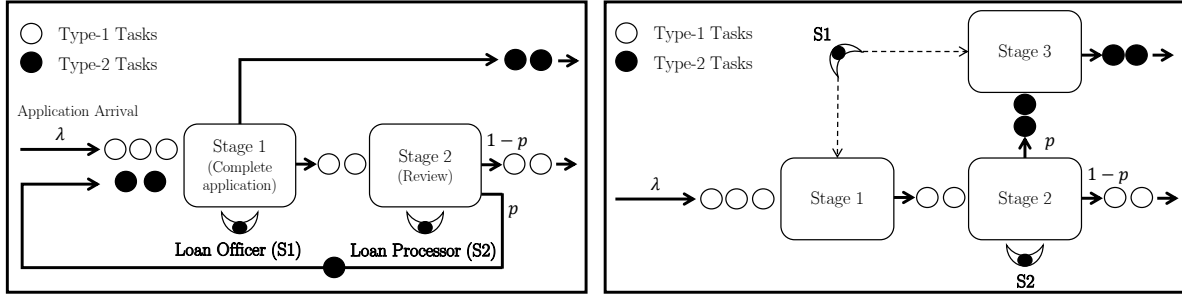 Type-1 Tasks
Type-2 Tasks
Application Arrival
λ
Stage 1
(Complete
application)
Stage 2
(Review)
1 − p
p
Loan Officer (S1)
Loan Processor (S2)
Type-1 Tasks
Type-2 Tasks
S1
Stage 3
p
λ
Stage 1
Stage 2
1 − p
S2